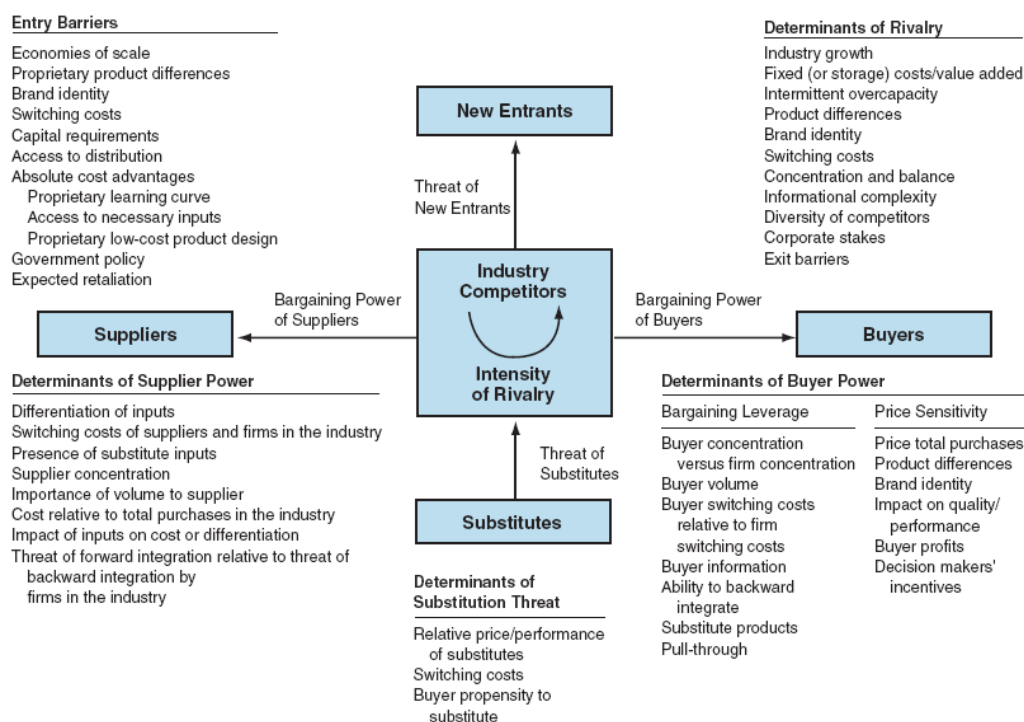 Entry Barriers
Economies of scale
Proprietary product differences
Brand identity
Switching costs
Capital requirements
Access to distribution
Absolute cost advantages
Proprietary learning curve
Access to necessary inputs
Proprietary low-cost product design
Government policy
Expected retaliation
New Entrants
Threat of
New Entrants
Determinants of Rivalry
Industry growth
Fixed (or storage) costs/value added
Intermittent overcapacity
Product differences
Brand identity
Switching costs
Concentration and balance
Informational complexity
Diversity of competitors
Corporate stakes
Exit barriers
Suppliers
Bargaining Power
of Suppliers
Industry
Competitors
Intensity
of Rivalry
Bargaining Power
of Buyers
Buyers
Determinants of Supplier Power
Differentiation of inputs
Switching costs of suppliers and firms in the industry
Presence of substitute inputs
Supplier concentration
Importance of volume to supplier
Cost relative to total purchases in the industry
Impact of inputs on cost or differentiation
Threat of forward integration relative to threat of
backward integration by
firms in the industry
Threat of
Substitutes
Substitutes
Determinants of
Substitution Threat
Relative price/performance
of substitutes
Switching costs
Buyer propensity to
substitute
Determinants of Buyer Power
Bargaining Leverage
Buyer concentration
versus firm concentration
Buyer volume
Buyer switching costs
relative to firm
switching costs
Buyer information
Ability to backward
integrate
Substitute products
Pull-through
Price Sensitivity
Price total purchases
Product differences
Brand identity
Impact on quality/
performance
Buyer profits
Decision makers'
incentives